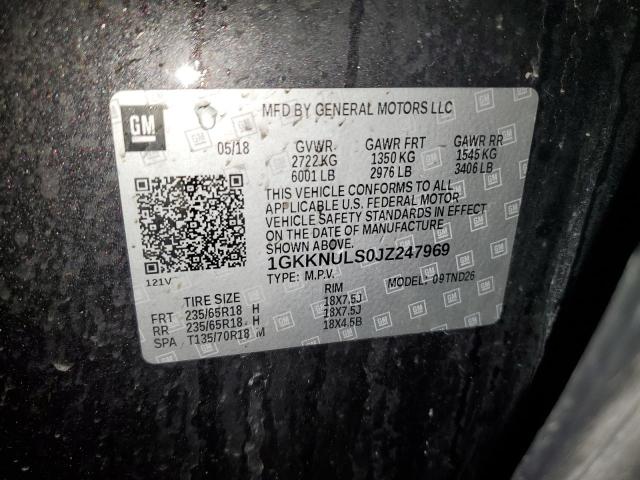 GM
MFD BY GENERAL MOTORS LLC
05/18 GVWR GAWR FRT GAWR RR
2722 KG 1350 KG 1545 KG
6001 LB 2976 LB 3406 LB
THIS VEHICLE CONFORMS TO ALL
APPLICABLE U.S. FEDERAL MOTOR
VEHICLE SAFETY STANDARDS IN EFFECT
ON THE DATE OF MANUFACTURE
SHOWN ABOVE.
1GKKNULS0JZ247969
121V TYPE: M.P.V. MODEL: 09TND26
TIRE SIZE RIM
FRT 235/65R18 H 18X7.5J
RR 235/65R18 H 18X7.5J
SPA T135/70R18 M 18X4.5B